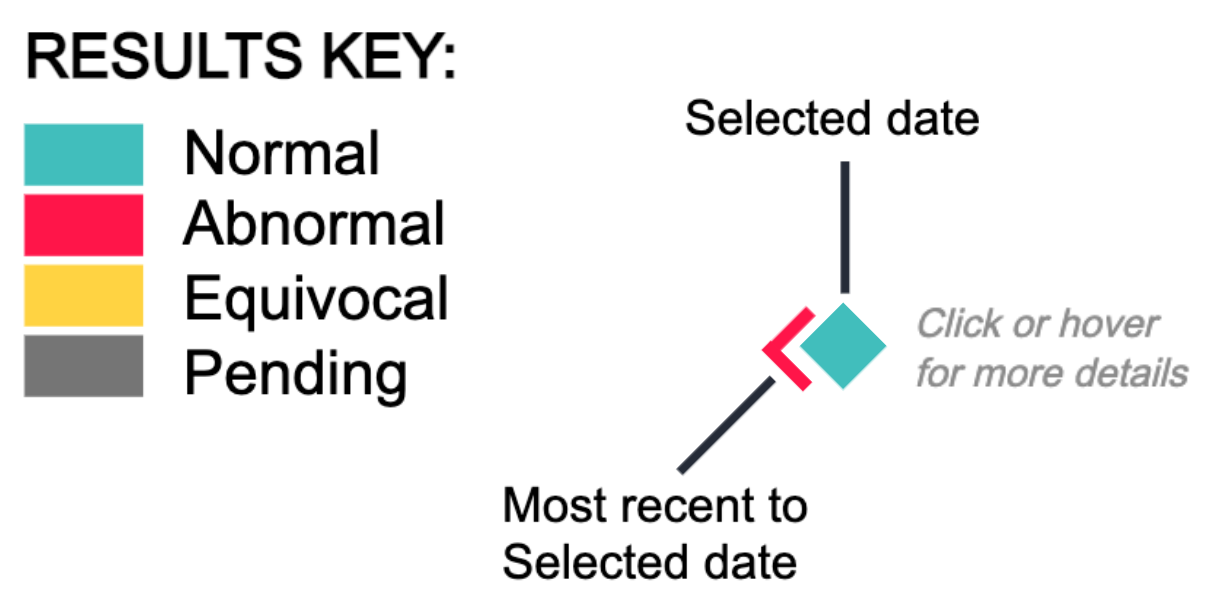 RESULTS KEY:
Normal
Abnormal
Equivocal
Pending
Selected date
Click or hover
for more details
Most recent to
Selected date